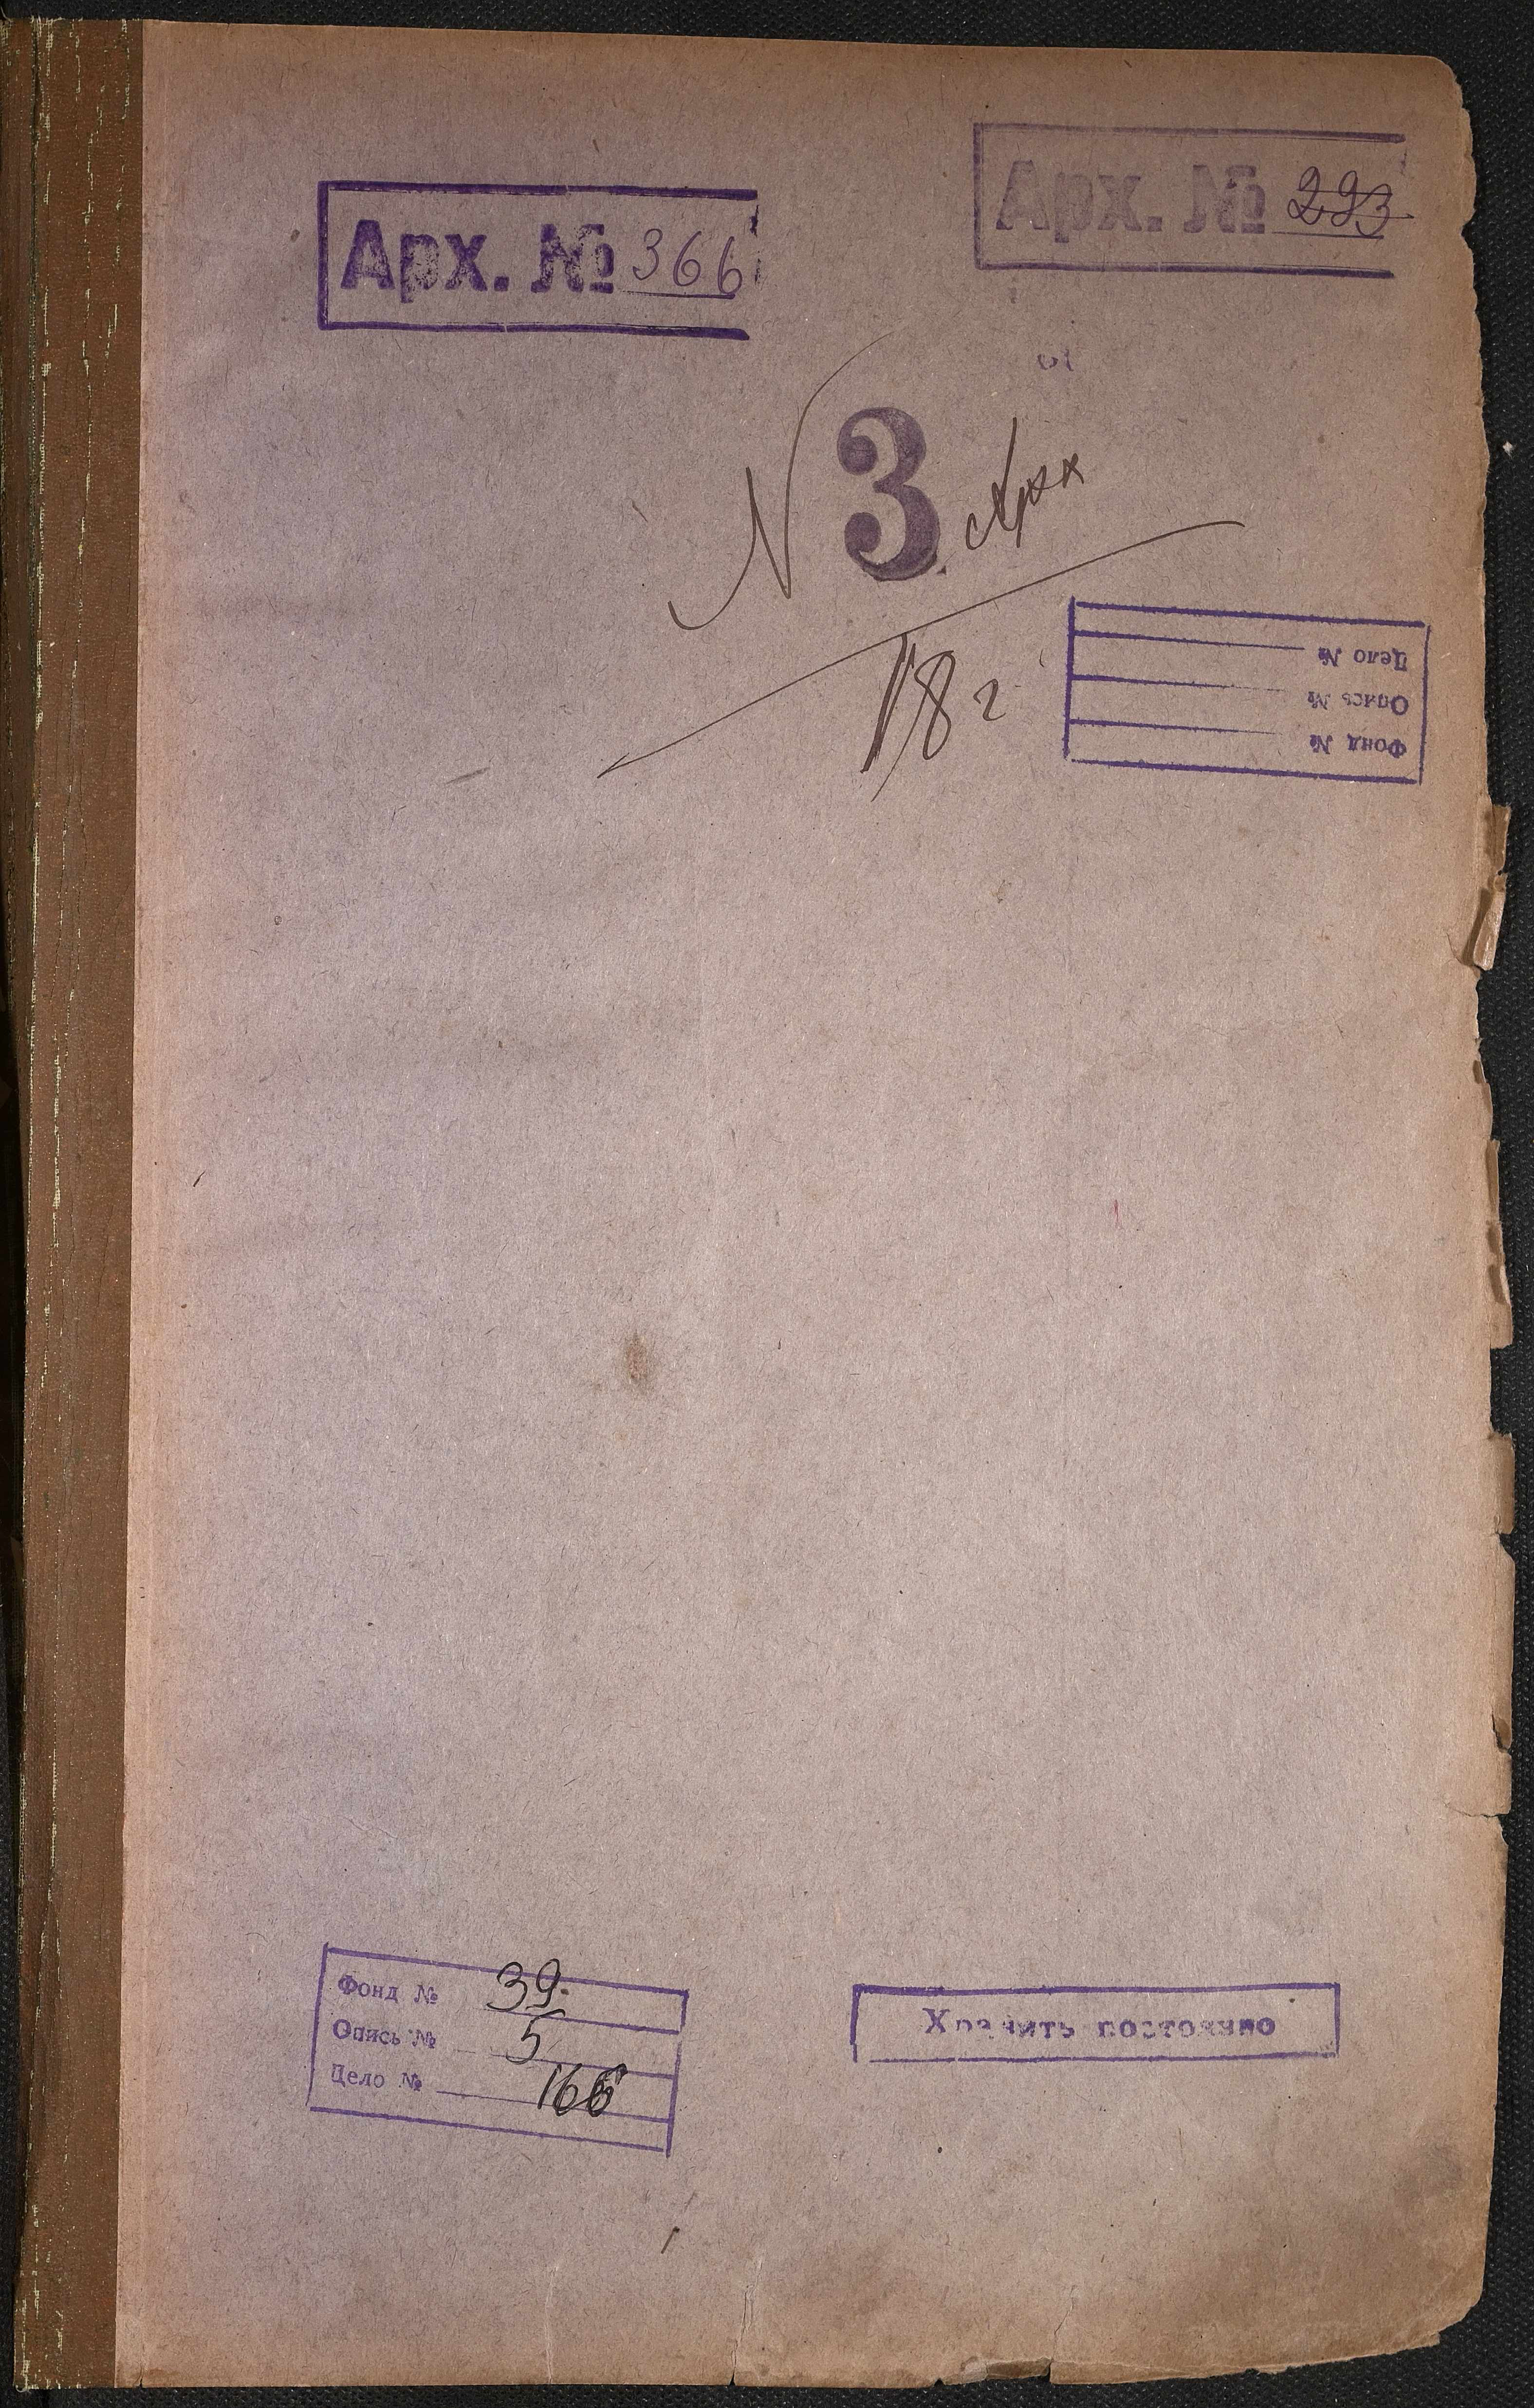 Арх. № 293
Арх. № 366
N 3 Арх
18 г
Дело №
Опись №
Фонд №
Фонд № 39.
Опись № 5
Дело № 166
Хранить постоянно